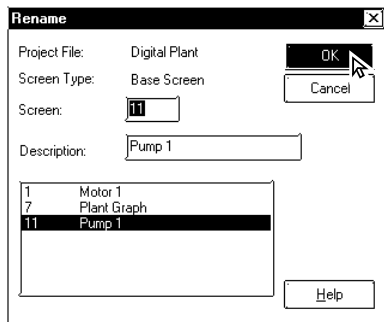 Rename
Project File: Digital Plant
OK
Screen Type: Base Screen
Cancel
Screen: 11
Description: Pump 1
1 Motor 1
7 Plant Graph
11 Pump 1
Help